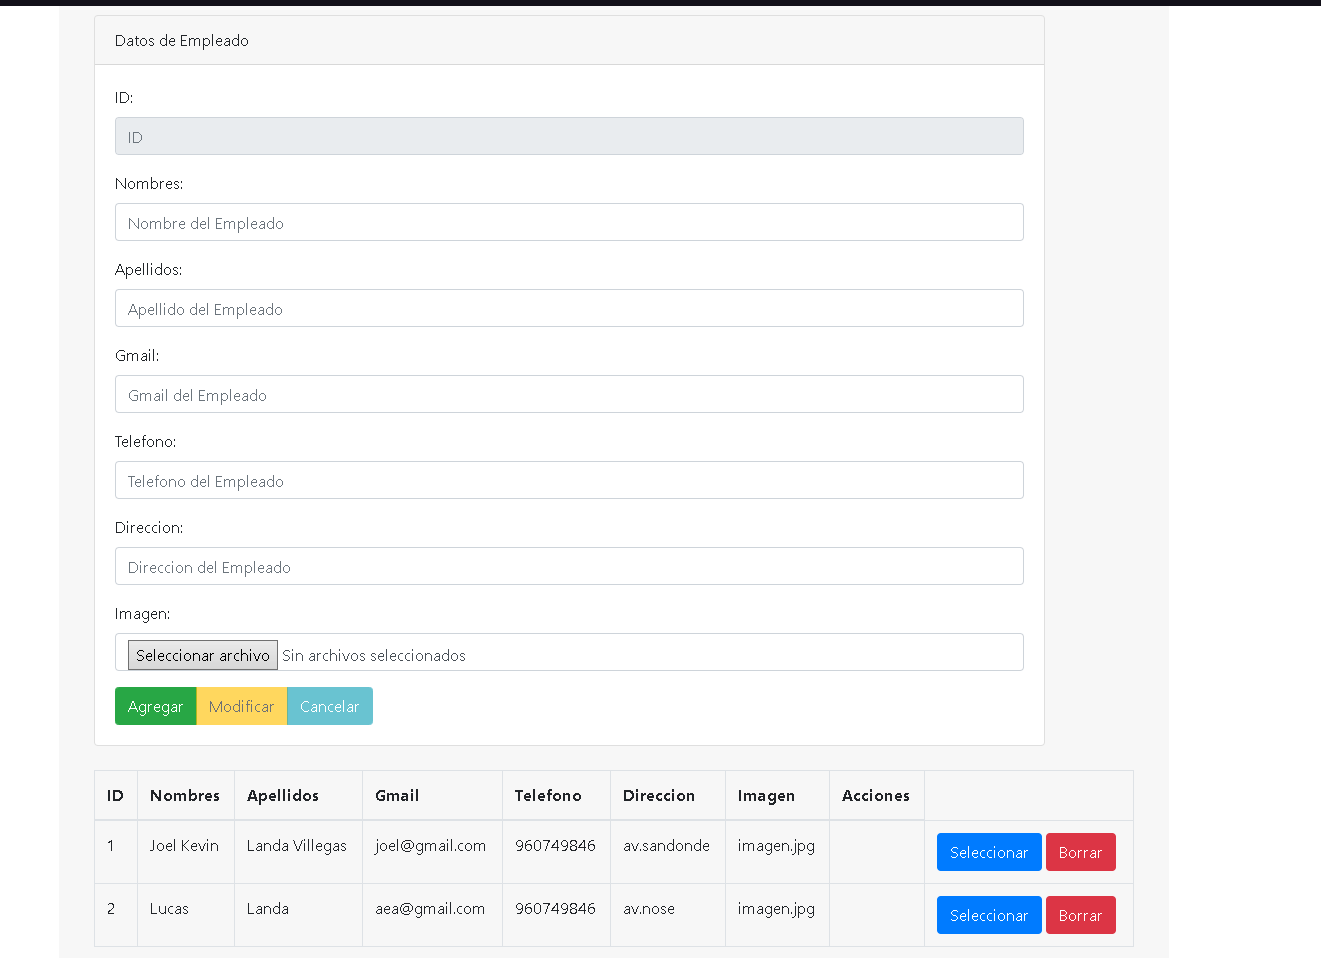 Datos de Empleado
ID:
ID
Nombres:
Nombre del Empleado
Apellidos:
Apellido del Empleado
Gmail:
Gmail del Empleado
Telefono:
Telefono del Empleado
Direccion:
Direccion del Empleado
Imagen:
Seleccionar archivo Sin archivos seleccionados
Agregar Modificar Cancelar
ID Nombres Apellidos Gmail Telefono Direccion Imagen Acciones
1 Joel Kevin Landa Villegas joel@gmail.com 960749846 av.sandonde imagen.jpg Seleccionar Borrar
2 Lucas Landa aea@gmail.com 960749846 av.nose imagen.jpg Seleccionar Borrar